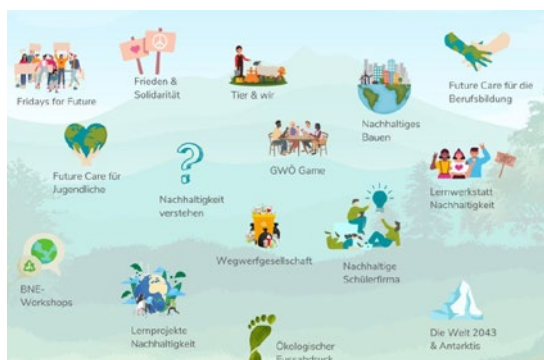 Fridays for Future
Frieden &
Solidarität
Tier & wir
Nachhaltiges
Bauen
Future Care für die
Berufsbildung
Future Care für
Jugendliche
Nachhaltigkeit
verstehen
GWÖ Game
Lernwerkstatt
Nachhaltigkeit
BNE-
Workshops
Wegwerfgesellschaft
Nachhaltige
Schülerfirma
Lernprojekte
Nachhaltigkeit
Ökologischer
Fussabdruck
Die Welt 2043
& Antarktis